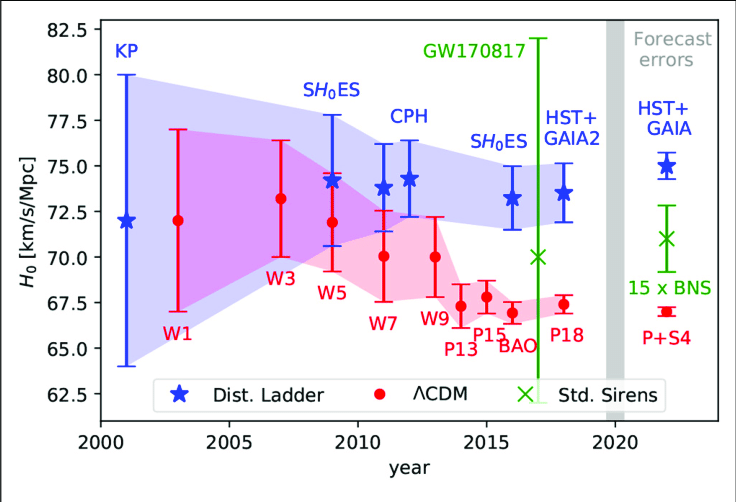 82.5
80.0
77.5
75.0
72.5
70.0
67.5
65.0
62.5
H₀ [km/s/Mpc]
KP
SH₀ES
CPH
SH₀ES
GW170817
HST+
GAIA2
Forecast
errors
HST+
GAIA
W1
W3
W5
W7
W9
P13
P15
BAO
P18
15 x BNS
P+S4
Dist. Ladder
ΛCDM
Std. Sirens
2000
2005
2010
2015
2020
year